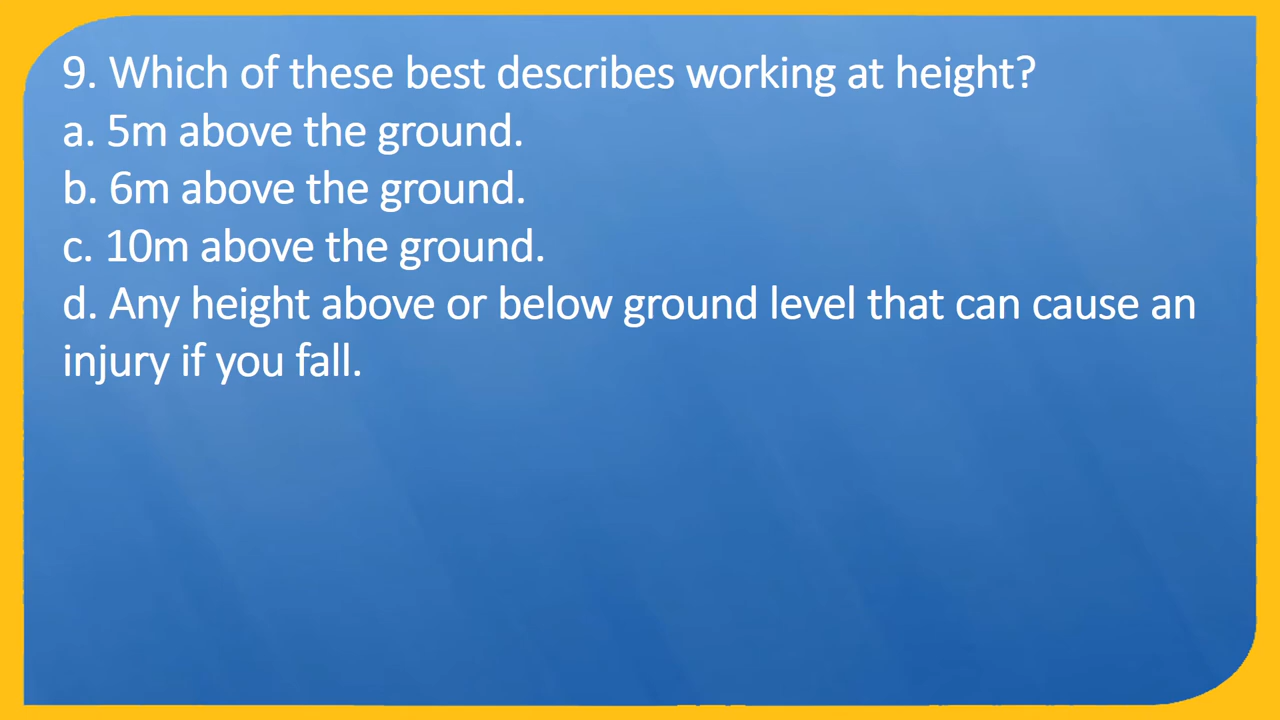 9. Which of these best describes working at height?
a. 5m above the ground.
b. 6m above the ground.
c. 10m above the ground.
d. Any height above or below ground level that can cause an
injury if you fall.